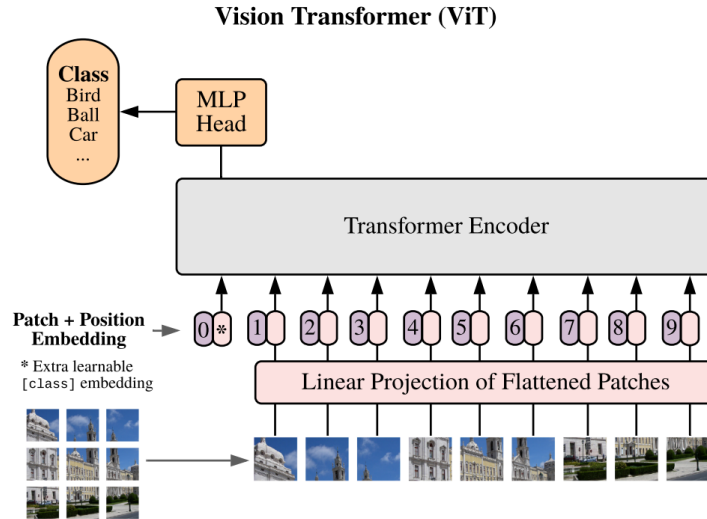 Vision Transformer (ViT)
Class
Bird
Ball
Car
...
MLP
Head
Transformer Encoder
Patch + Position
Embedding
0 * 1 2 3 4 5 6 7 8 9
* Extra learnable
[class] embedding
Linear Projection of Flattened Patches